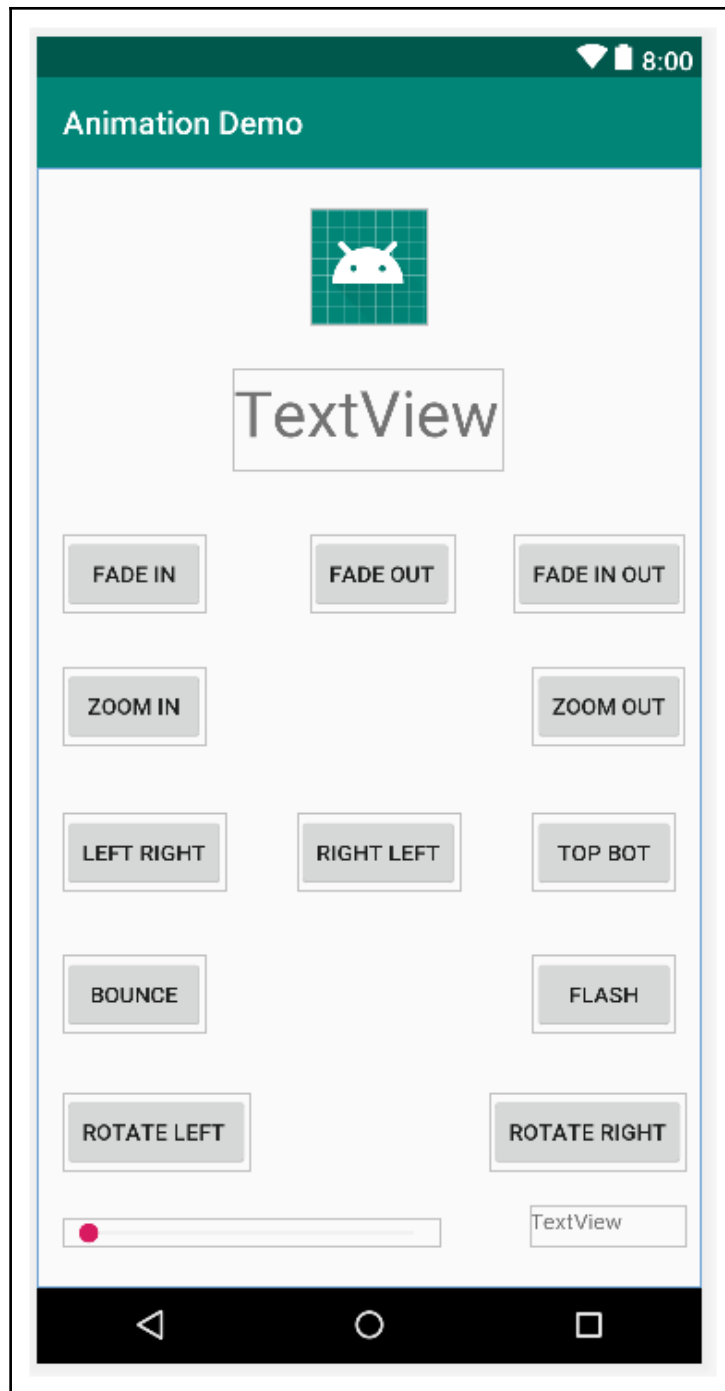 8:00
Animation Demo
TextView
FADE IN FADE OUT FADE IN OUT
ZOOM IN ZOOM OUT
LEFT RIGHT RIGHT LEFT TOP BOT
BOUNCE FLASH
ROTATE LEFT ROTATE RIGHT
TextView